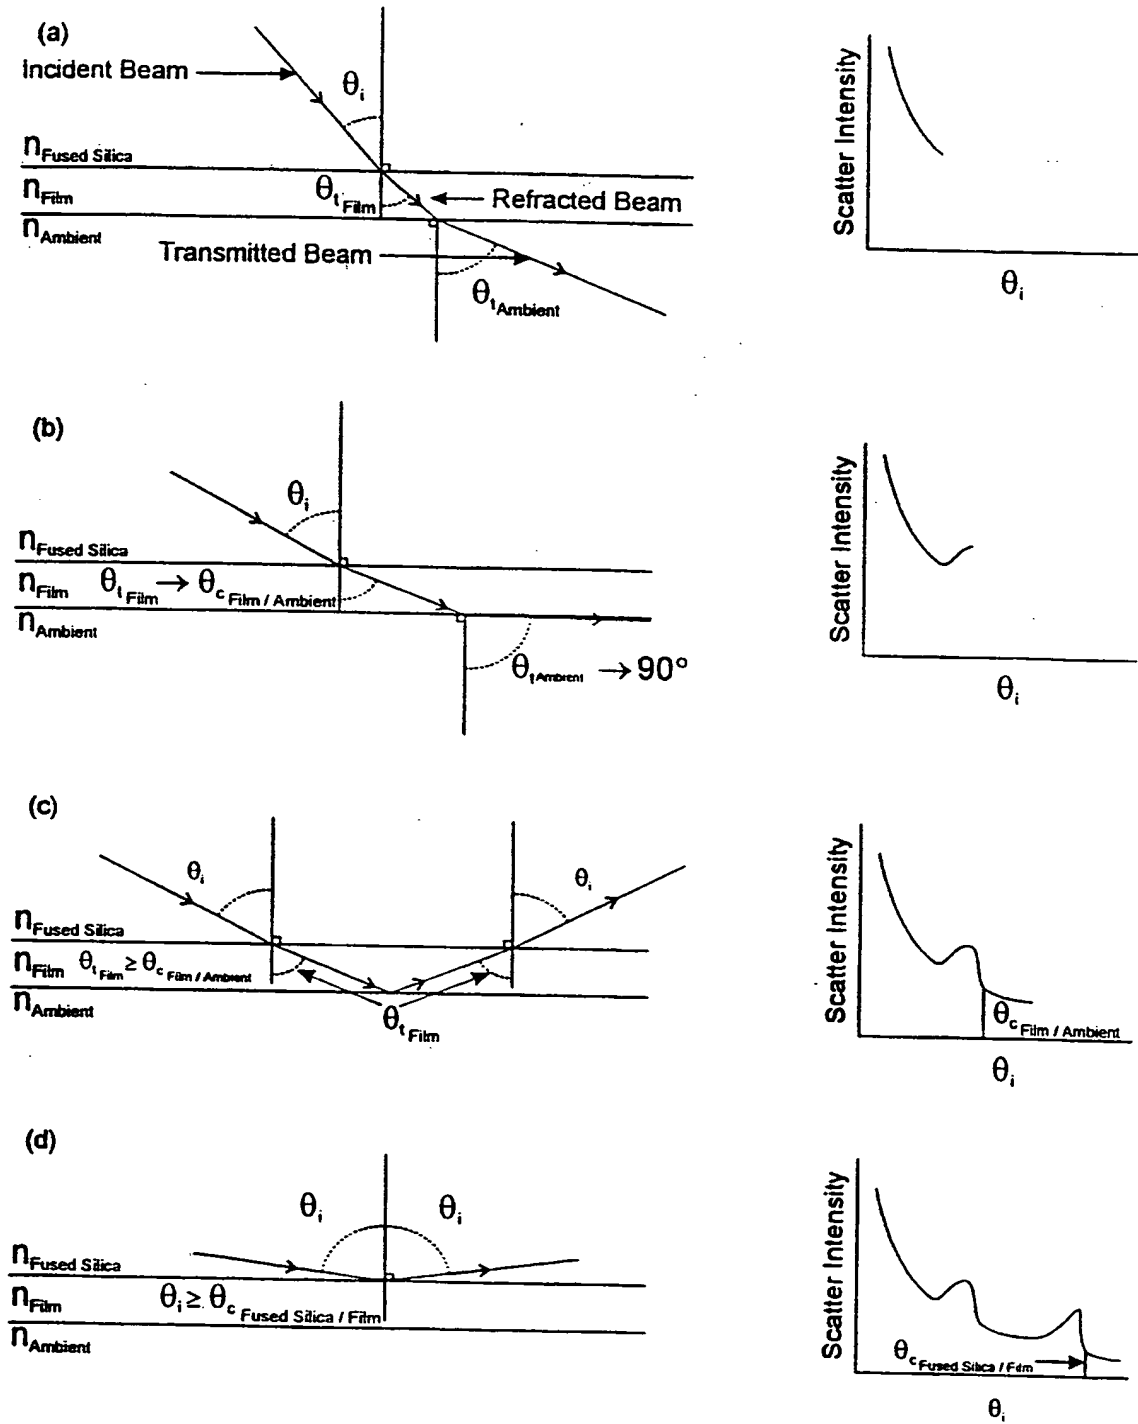 (a)
Incident Beam
θi
nFused Silica
nFilm
θtFilm
Refracted Beam
nAmbient
Transmitted Beam
θtAmbient
Scatter Intensity
θi
(b)
θi
nFused Silica
nFilm θtFilm → θcFilm / Ambient
nAmbient
θtAmbient → 90°
Scatter Intensity
θi
(c)
θi
θi
nFused Silica
nFilm θtFilm ≥ θcFilm / Ambient
nAmbient
θtFilm
Scatter Intensity
θcFilm / Ambient
θi
(d)
θi θi
nFused Silica
nFilm θi ≥ θcFused Silica / Film
nAmbient
Scatter Intensity
θcFused Silica / Film
θi